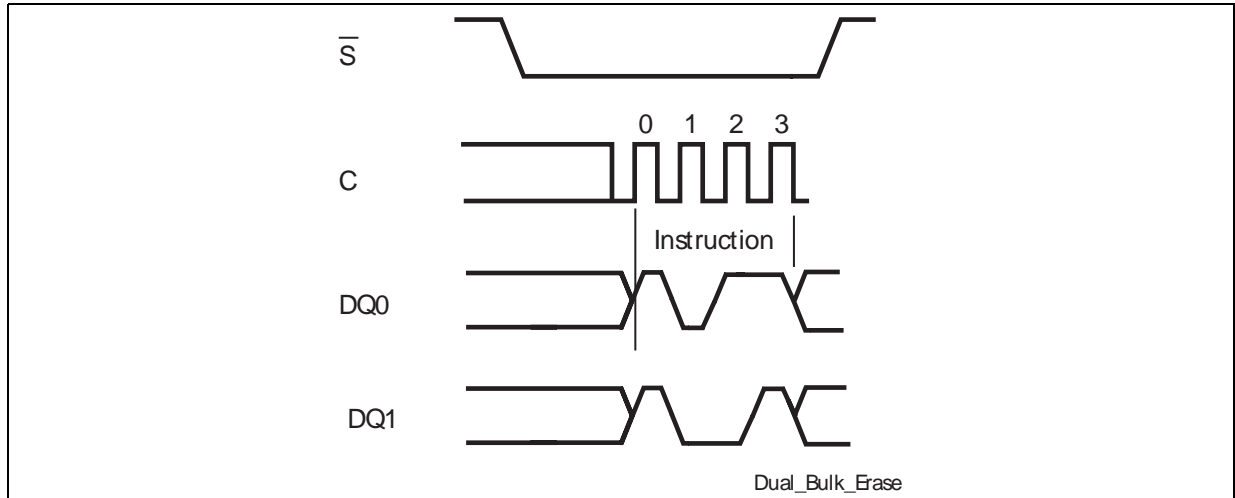 S̅
0 1 2 3
C
Instruction
DQ0
DQ1
Dual_Bulk_Erase